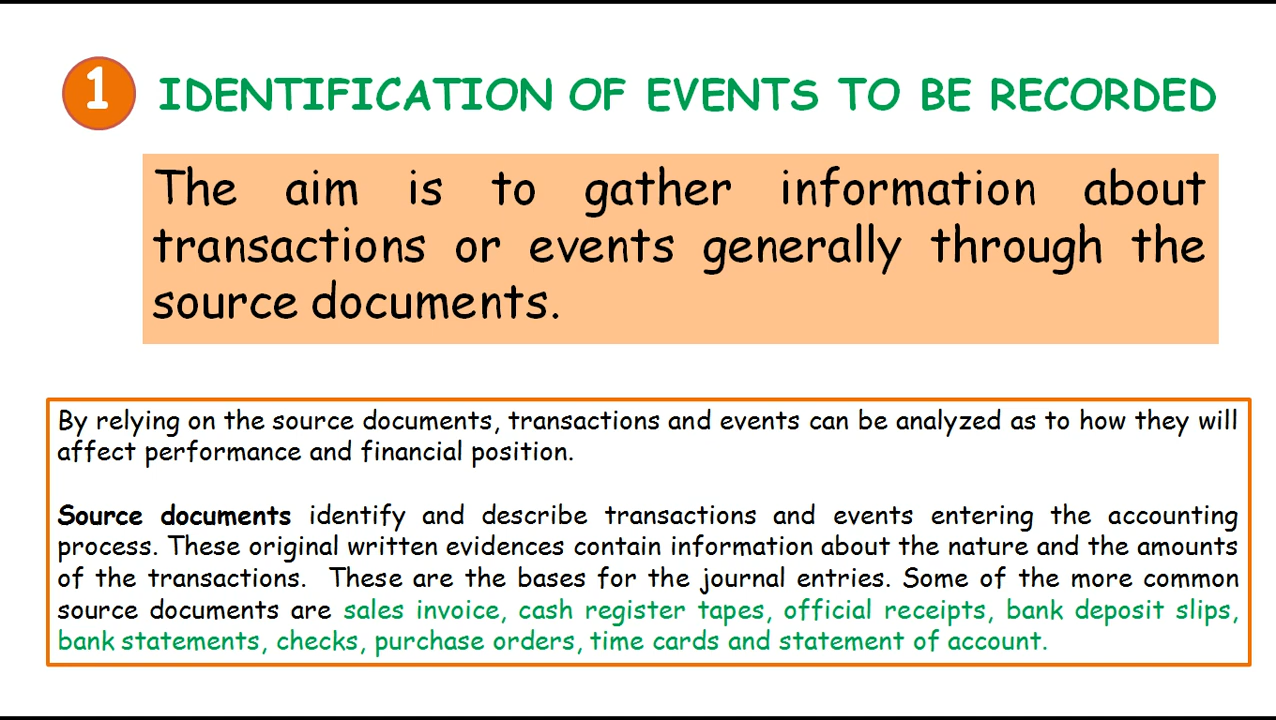 1 IDENTIFICATION OF EVENTS TO BE RECORDED
The aim is to gather information about
transactions or events generally through the
source documents.
By relying on the source documents, transactions and events can be analyzed as to how they will
affect performance and financial position.
Source documents identify and describe transactions and events entering the accounting
process. These original written evidences contain information about the nature and the amounts
of the transactions. These are the bases for the journal entries. Some of the more common
source documents are sales invoice, cash register tapes, official receipts, bank deposit slips,
bank statements, checks, purchase orders, time cards and statement of account.